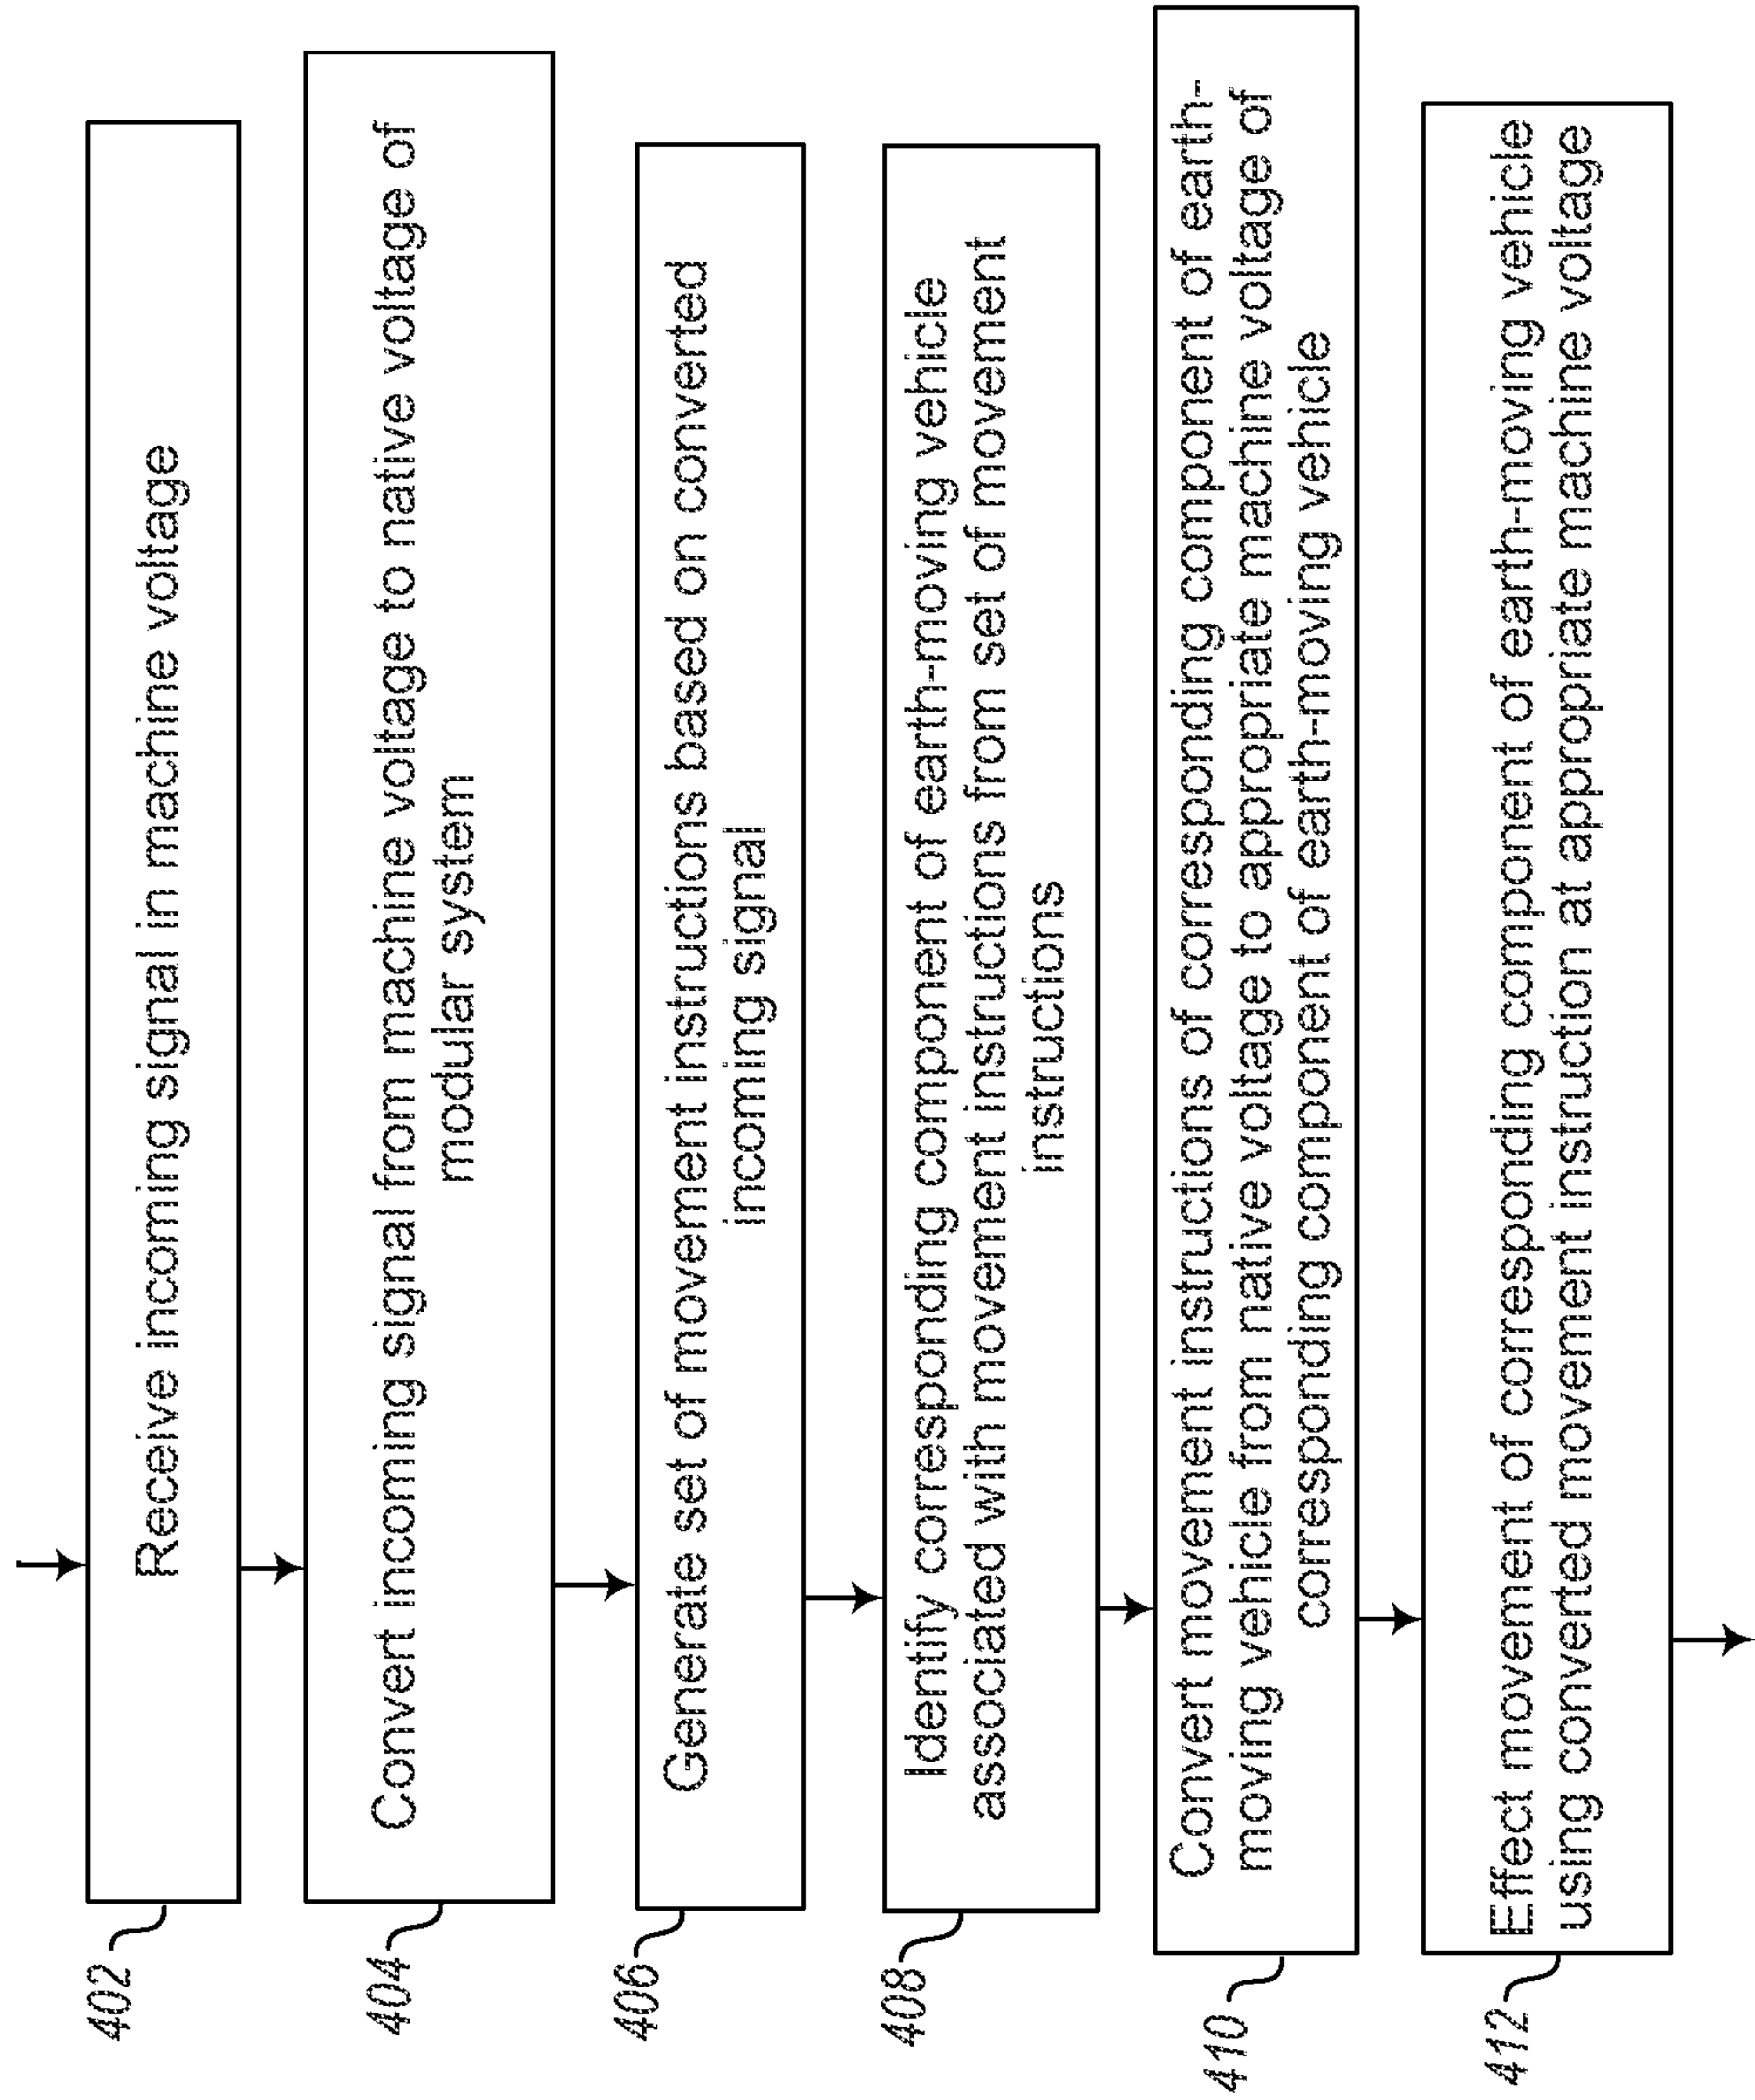 402
Receive incoming signal in machine voltage
404
Convert incoming signal from machine voltage to native voltage of
modular system
406
Generate set of movement instructions based on converted
incoming signal
408
Identify corresponding component of earth-moving vehicle
associated with movement instructions from set of movement
instructions
410
Convert movement instructions of corresponding component of earth-
moving vehicle from native voltage to appropriate machine voltage of
corresponding component of earth-moving vehicle
412
Effect movement of corresponding component of earth-moving vehicle
using converted movement instruction at appropriate machine voltage